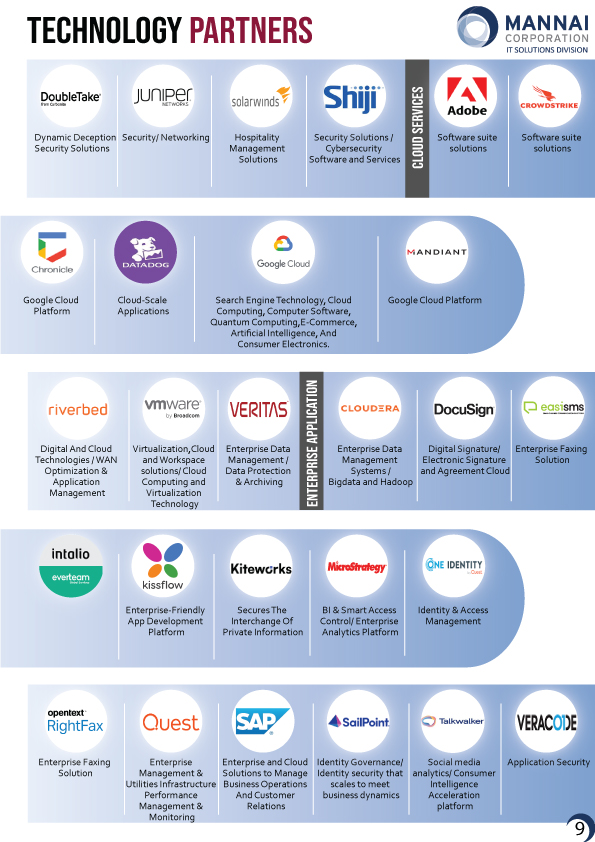 TECHNOLOGY PARTNERS
MANNAI
CORPORATION
IT SOLUTIONS DIVISION
DoubleTake
Dynamic Deception
Security Solutions
JUNIPER
NETWORKS
Security/ Networking
solarwinds
Hospitality
Management
Solutions
Shiji
Security Solutions /
Cybersecurity
Software and Services
CLOUD SERVICES
Adobe
Software suite
solutions
CROWDSTRIKE
Software suite
solutions
Chronicle
Google Cloud
Platform
DATADOG
Cloud-Scale
Applications
Google Cloud
Search Engine Technology, Cloud
Computing, Computer Software,
Quantum Computing,E-Commerce,
Artificial Intelligence, And
Consumer Electronics.
MANDIANT
Google Cloud Platform
riverbed
Digital And Cloud
Technologies / WAN
Optimization &
Application
Management
vmware
by Broadcom
Virtualization,Cloud
and Workspace
solutions/ Cloud
Computing and
Virtualization
Technology
VERITAS
Enterprise Data
Management /
Data Protection
& Archiving
ENTERPRISE APPLICATION
CLOUDERA
Enterprise Data
Management
Systems /
Bigdata and Hadoop
DocuSign
Digital Signature/
Electronic Signature
and Agreement Cloud
easisms
Enterprise Faxing
Solution
intalio
everteam
kissflow
Enterprise-Friendly
App Development
Platform
Kiteworks
Secures The
Interchange Of
Private Information
MicroStrategy
BI & Smart Access
Control/ Enterprise
Analytics Platform
ONE IDENTITY
Identity & Access
Management
opentext
RightFax
Enterprise Faxing
Solution
Quest
Enterprise
Management &
Utilities Infrastructure
Performance
Management &
Monitoring
SAP
Enterprise and Cloud
Solutions to Manage
Business Operations
And Customer
Relations
SailPoint
Identity Governance/
Identity security that
scales to meet
business dynamics
Talkwalker
Social media
analytics/ Consumer
Intelligence
Acceleration
platform
VERACODE
Application Security
9